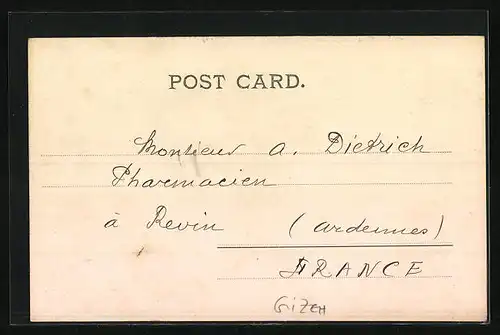 POST CARD.
Monsieur A. Dietrich
Pharmacien
à Revin (Ardennes)
FRANCE
GIZEH